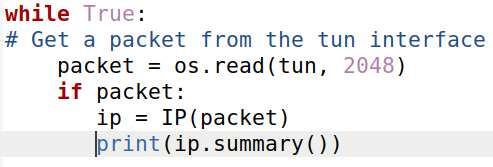 while True:
# Get a packet from the tun interface
    packet = os.read(tun, 2048)
    if packet:
       ip = IP(packet)
       print(ip.summary())